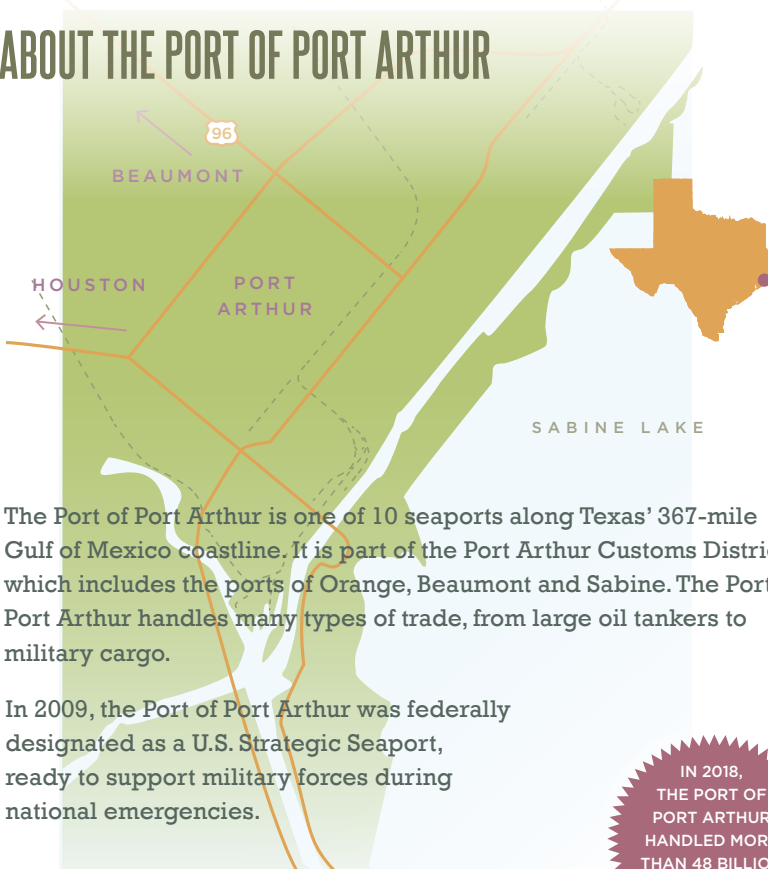 ABOUT THE PORT OF PORT ARTHUR
96
BEAUMONT
HOUSTON
PORT
ARTHUR
SABINE LAKE
The Port of Port Arthur is one of 10 seaports along Texas’ 367-mile
Gulf of Mexico coastline. It is part of the Port Arthur Customs
which includes the ports of Orange, Beaumont and Sabine. The Port
Port Arthur handles many types of trade, from large oil tankers to
military cargo.
In 2009, the Port of Port Arthur was federally
designated as a U.S. Strategic Seaport,
ready to support military forces during
national emergencies.
IN 2018,
THE PORT OF
PORT ARTHUR
HANDLED
THAN 48